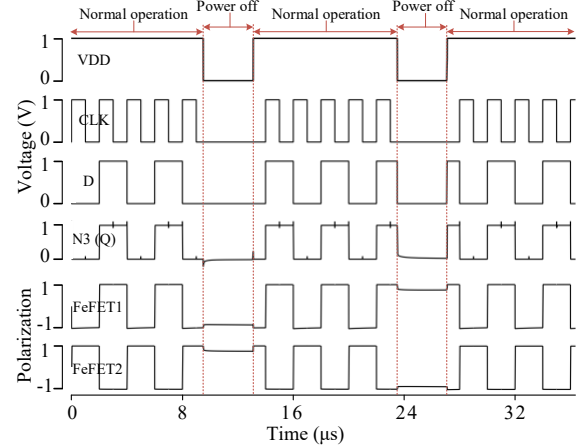 Normal operation Power off Normal operation Power off Normal operation
Voltage (V)
1
VDD
0
1
CLK
0
1
D
0
1
N3 (Q)
0
Polarization
1
FeFET1
-1
1
FeFET2
-1
0 8 16 24 32
Time (μs)